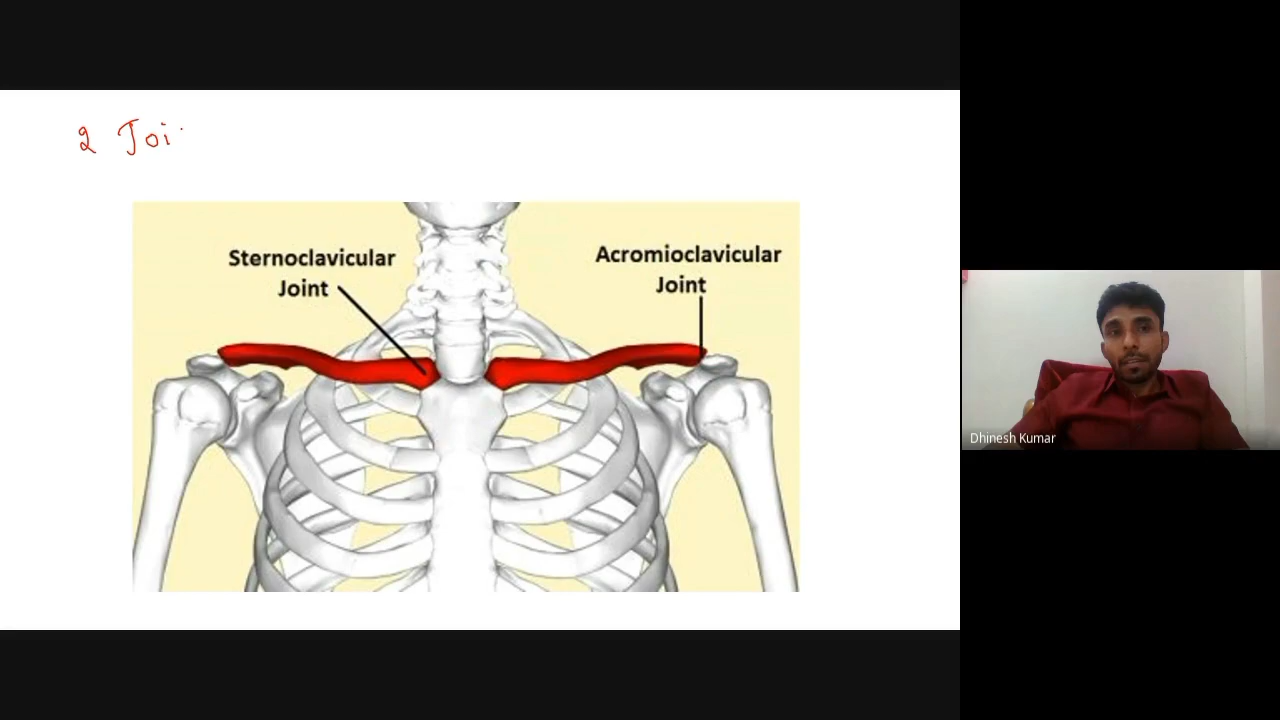 2 Joi
Sternoclavicular
Joint
Acromioclavicular
Joint
Dhinesh Kumar